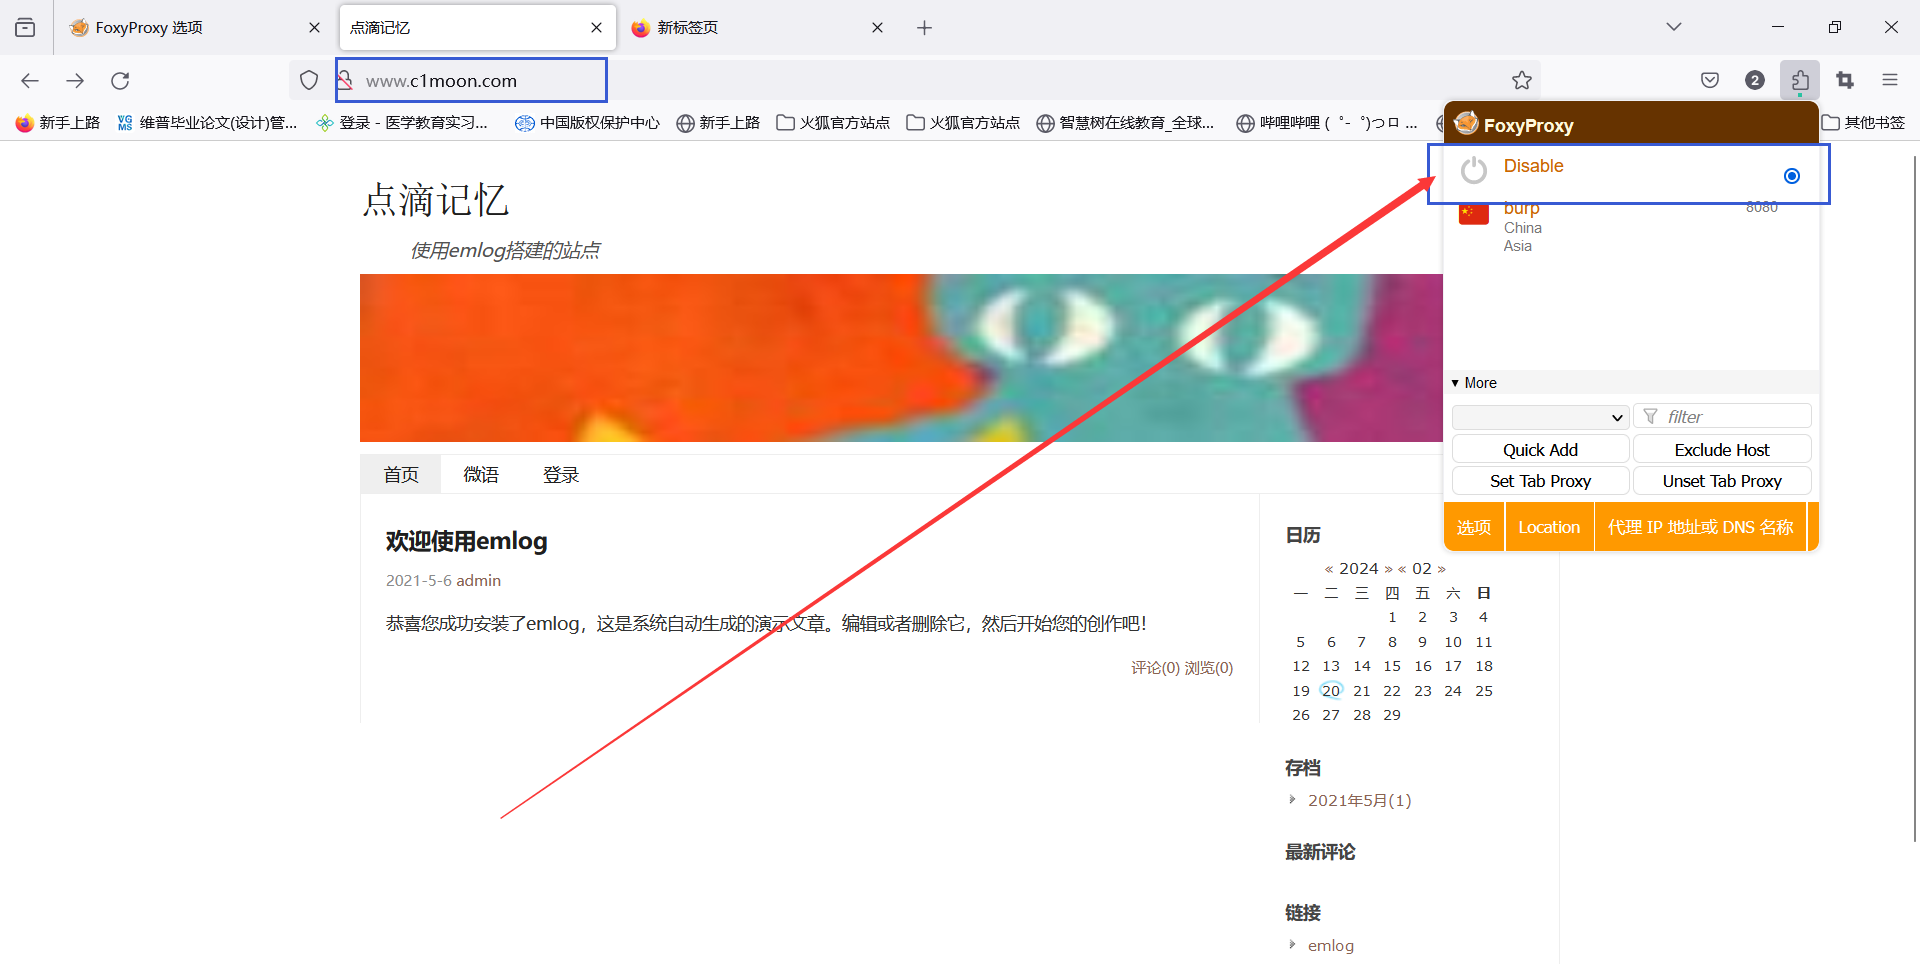 FoxyProxy 选项
点滴记忆
新标签页
www.c1moon.com
2
新手上路
VG MS 维普毕业论文(设计)管...
登录 - 医学教育实习...
中国版权保护中心
新手上路
火狐官方站点
火狐官方站点
智慧树在线教育_全球...
哔哩哔哩 ( ゜- ゜)つロ ...
其他书签
FoxyProxy
Disable
burp 8080
China
Asia
More
filter
Quick Add Exclude Host
Set Tab Proxy Unset Tab Proxy
选项 Location 代理 IP 地址或 DNS 名称
点滴记忆
使用emlog搭建的站点
首页 微语 登录
欢迎使用emlog
2021-5-6 admin
恭喜您成功安装了emlog，这是系统自动生成的演示文章。编辑或者删除它，然后开始您的创作吧！
评论(0) 浏览(0)
日历
« 2024 » « 02 »
一 二 三 四 五 六 日
1 2 3 4
5 6 7 8 9 10 11
12 13 14 15 16 17 18
19 20 21 22 23 24 25
26 27 28 29
存档
2021年5月(1)
最新评论
链接
emlog